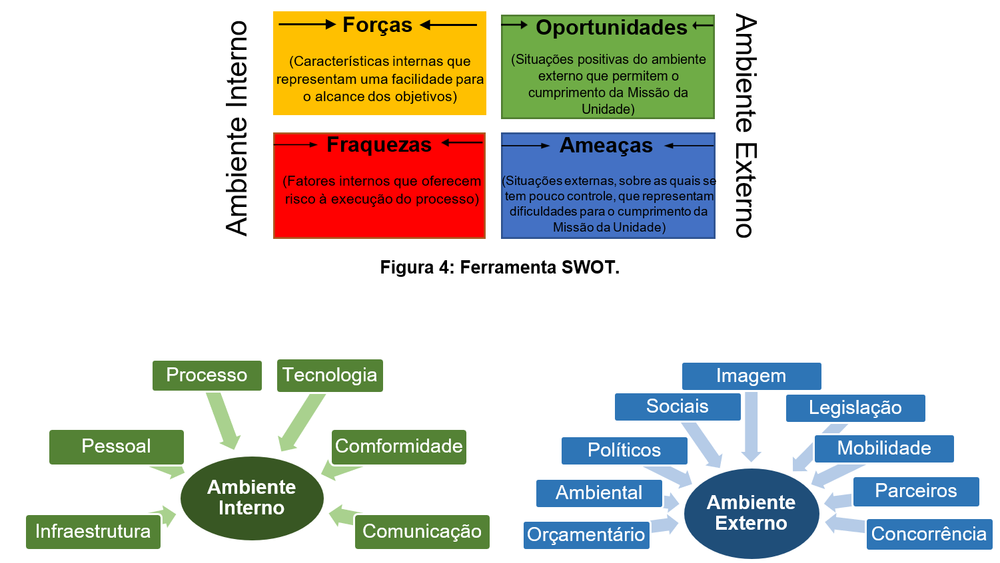 Ambiente Interno
Forças
(Características internas que
representam uma facilidade para
o alcance dos objetivos)
Oportunidades
(Situações positivas do ambiente
externo que permitem o
cumprimento da Missão da
Unidade)
Ambiente Externo
Fraquezas
(Fatores internos que oferecem
risco à execução do processo)
Ameaças
(Situações externas, sobre as quais se
tem pouco controle, que representam
dificuldades para o cumprimento da
Missão da Unidade)
Figura 4: Ferramenta SWOT.
Processo
Tecnologia
Pessoal
Comformidade
Ambiente
Interno
Infraestrutura
Comunicação
Imagem
Sociais
Legislação
Políticos
Mobilidade
Ambiental
Parceiros
Ambiente
Externo
Orçamentário
Concorrência